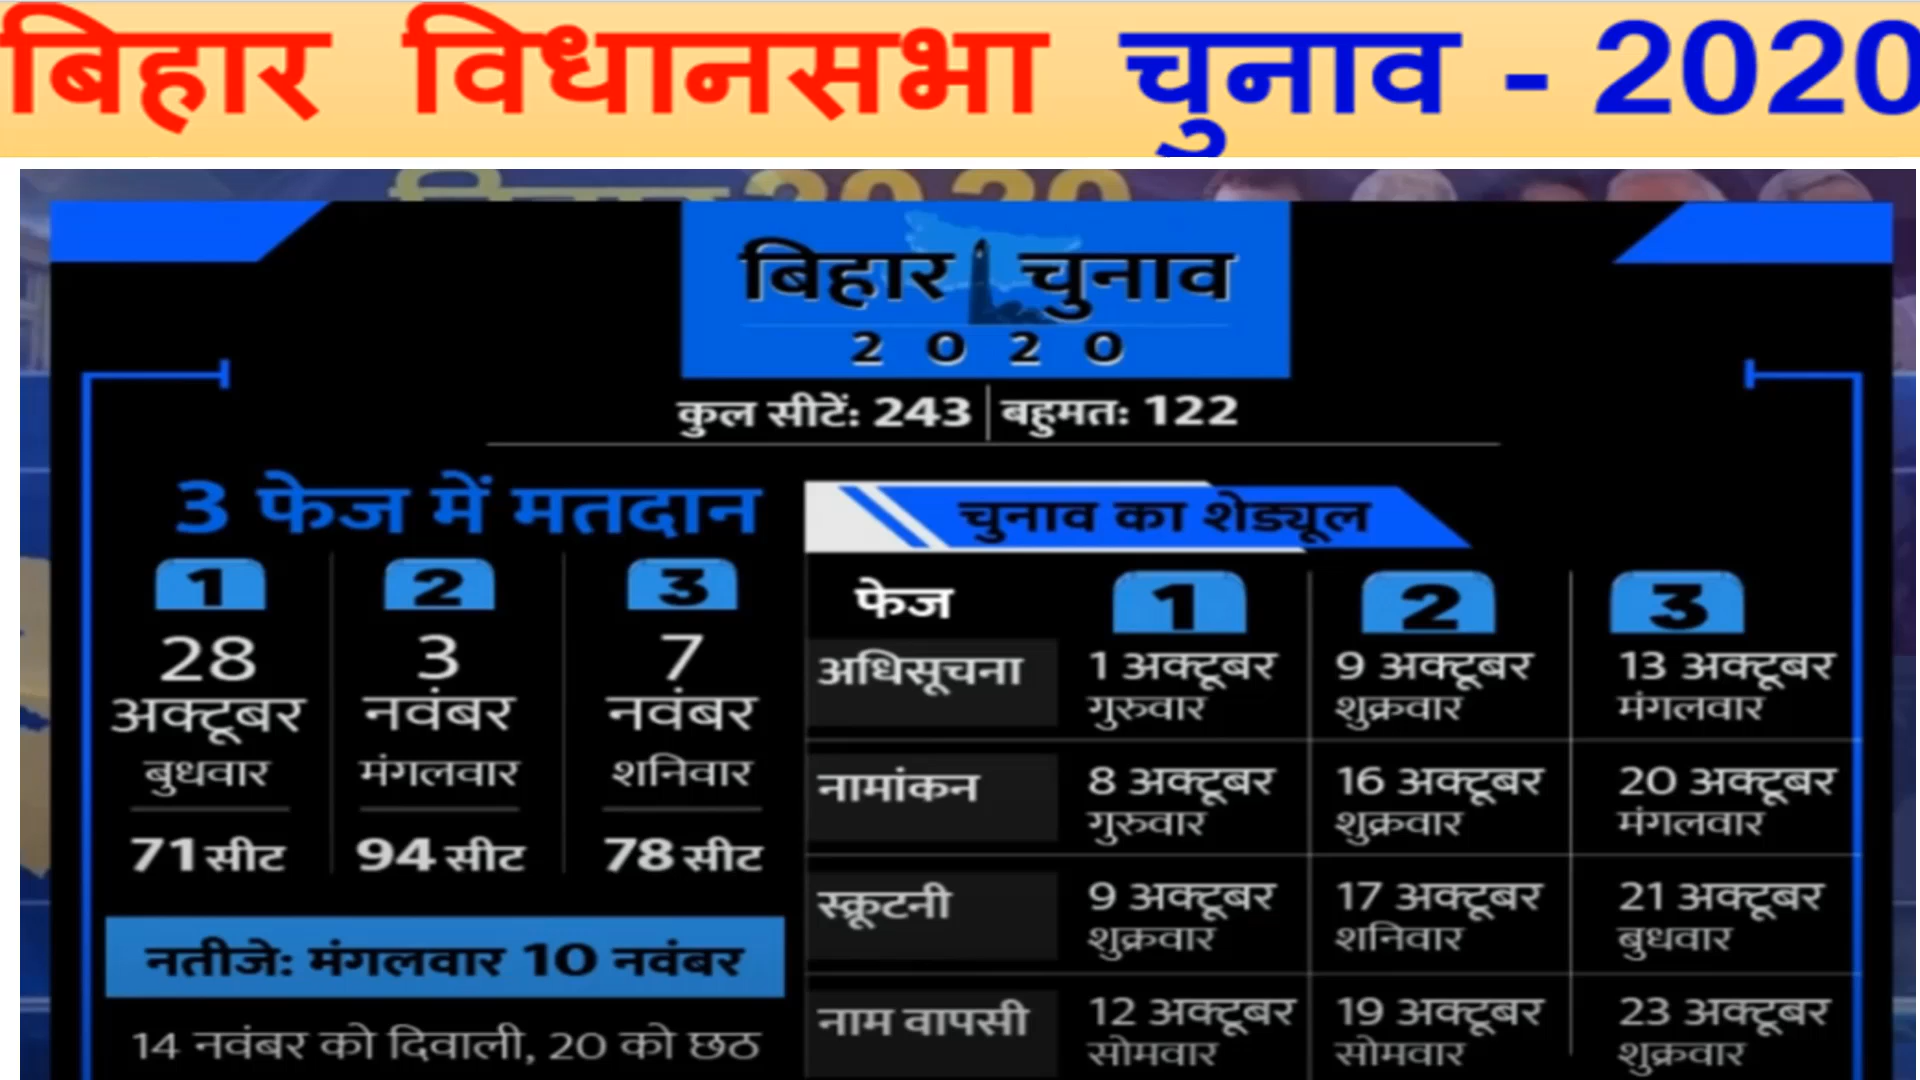 बिहार विधानसभा चुनाव - 2020
बिहार चुनाव
2020
कुल सीटें: 243 | बहुमत: 122
3 फेज में मतदान
1 2 3
28 3 7
अक्टूबर नवंबर नवंबर
बुधवार मंगलवार शनिवार
71 सीट 94 सीट 78 सीट
नतीजे: मंगलवार 10 नवंबर
14 नवंबर को दिवाली, 20 को छठ
चुनाव का शेड्यूल
फेज 1 2 3
अधिसूचना 1 अक्टूबर 9 अक्टूबर 13 अक्टूबर
गुरुवार शुक्रवार मंगलवार
नामांकन 8 अक्टूबर 16 अक्टूबर 20 अक्टूबर
गुरुवार शुक्रवार मंगलवार
स्क्रूटनी 9 अक्टूबर 17 अक्टूबर 21 अक्टूबर
शुक्रवार शनिवार बुधवार
नाम वापसी 12 अक्टूबर 19 अक्टूबर 23 अक्टूबर
सोमवार सोमवार शुक्रवार